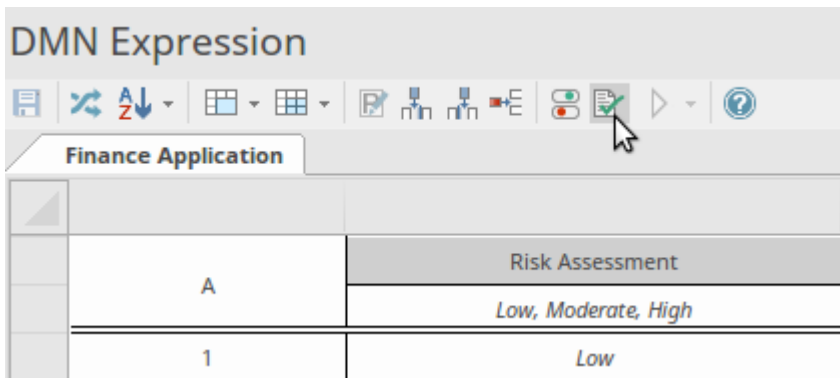 DMN Expression
A
Z
Finance Application
Risk Assessment
A
Low, Moderate, High
1
Low